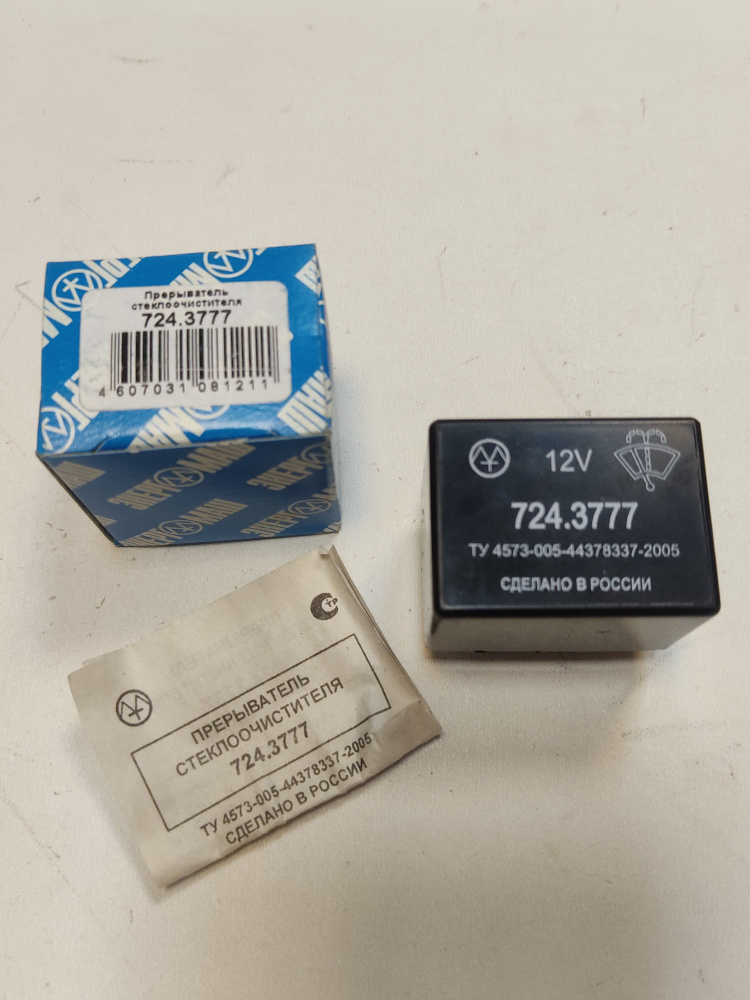 Прерыватель
стеклоочистителя
724.3777
4 607031 081211
ЭНЕРГОМАШ
12V
724.3777
ТУ 4573-005-44378337-2005
СДЕЛАНО В РОССИИ
ПРЕРЫВАТЕЛЬ
СТЕКЛООЧИСТИТЕЛЯ
724.3777
ТУ 4573-005-44378337-2005
СДЕЛАНО В РОССИИ